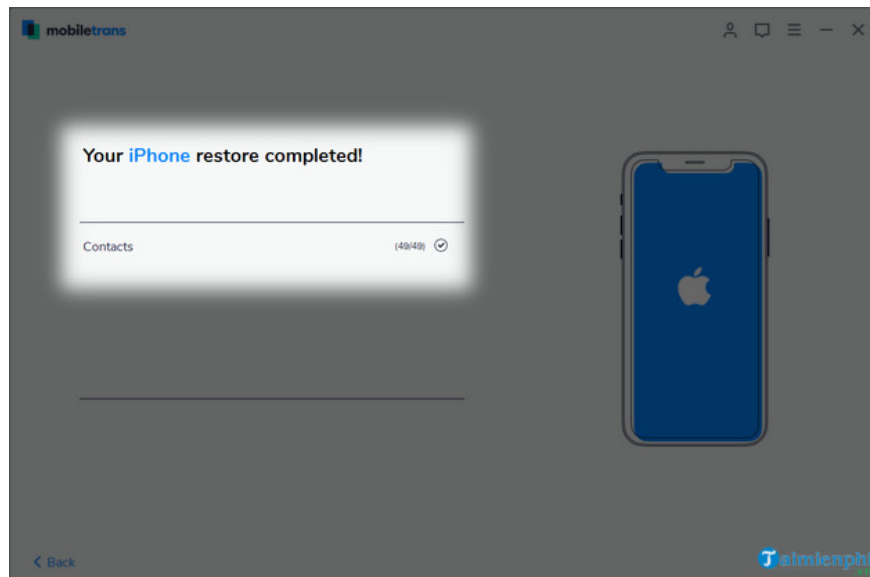 mobiletrans
Your iPhone restore completed!
Contacts (49/49)
Back
Taimienphi